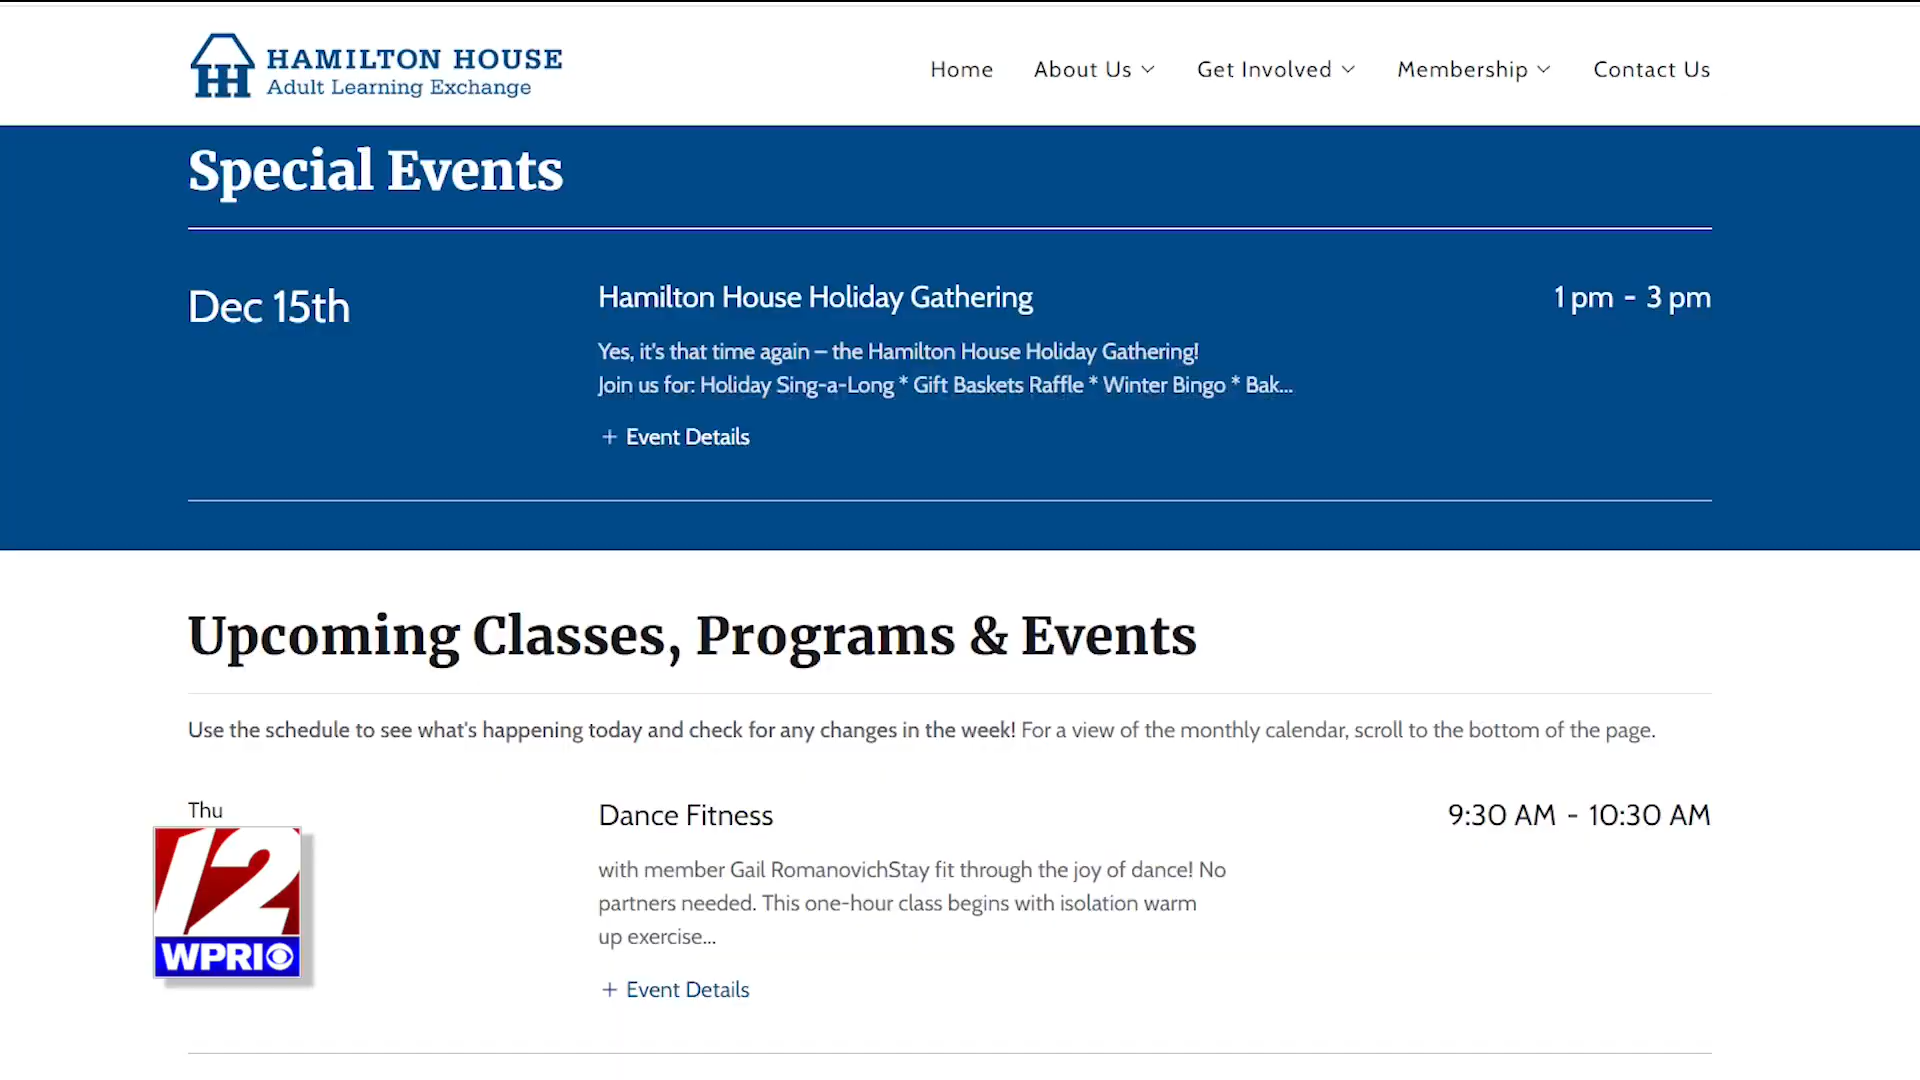 HAMILTON HOUSE
Adult Learning Exchange
Home About Us Get Involved Membership Contact Us
Special Events
Dec 15th
Hamilton House Holiday Gathering
1 pm - 3 pm
Yes, it's that time again – the Hamilton House Holiday Gathering!
Join us for: Holiday Sing-a-Long * Gift Baskets Raffle * Winter Bingo * Bak...
+ Event Details
Upcoming Classes, Programs & Events
Use the schedule to see what's happening today and check for any changes in the week! For a view of the monthly calendar, scroll to the bottom of the page.
Thu
Dance Fitness
9:30 AM - 10:30 AM
with member Gail RomanovichStay fit through the joy of dance! No
partners needed. This one-hour class begins with isolation warm
up exercise...
+ Event Details
12
WPRI